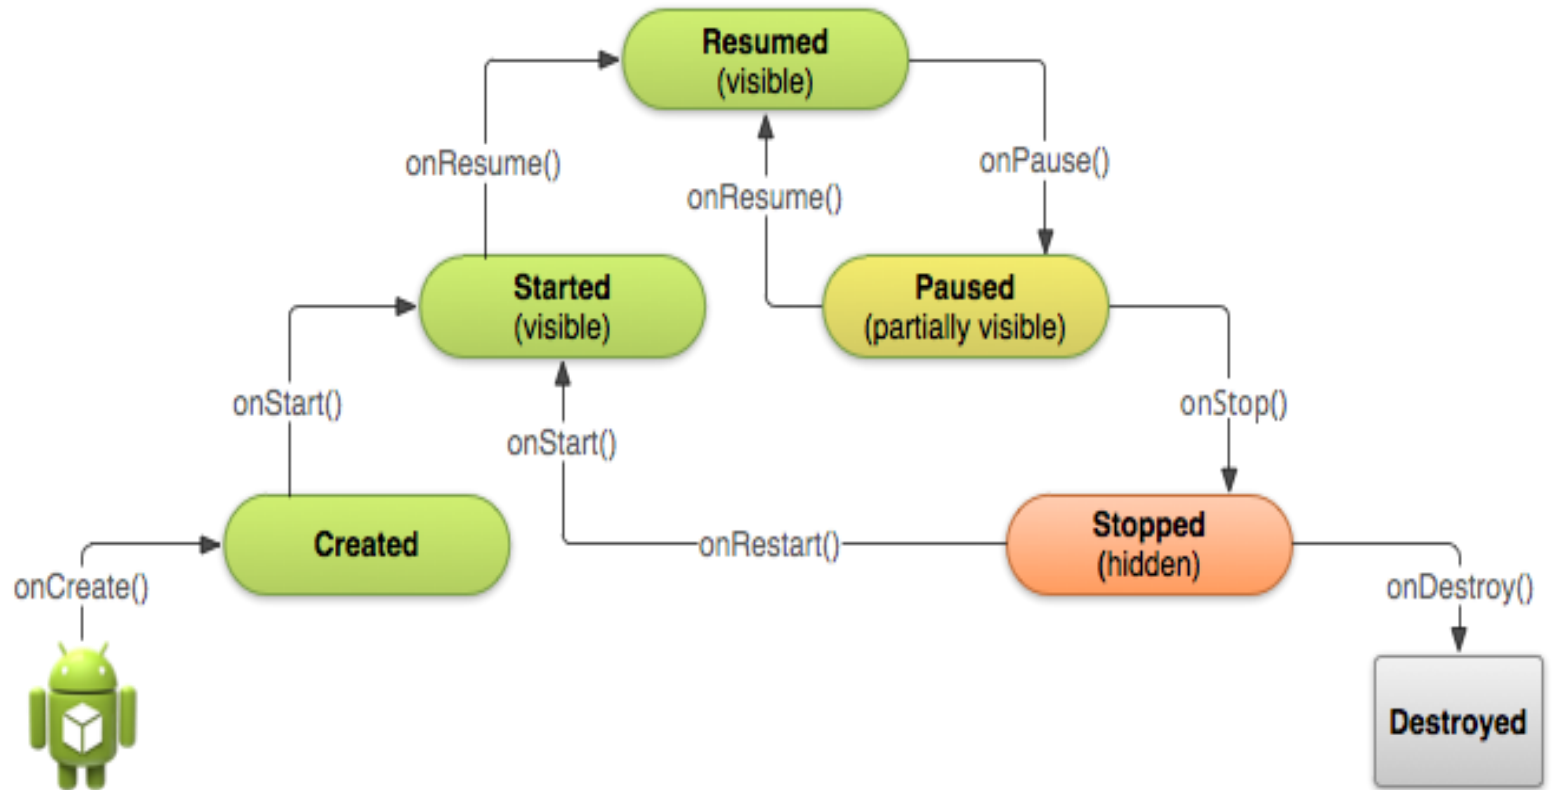 Resumed
(visible)
onResume()
onPause()
onResume()
Started
(visible)
Paused
(partially visible)
onStart()
onStop()
onStart()
Created
onRestart()
Stopped
(hidden)
onCreate()
onDestroy()
Destroyed